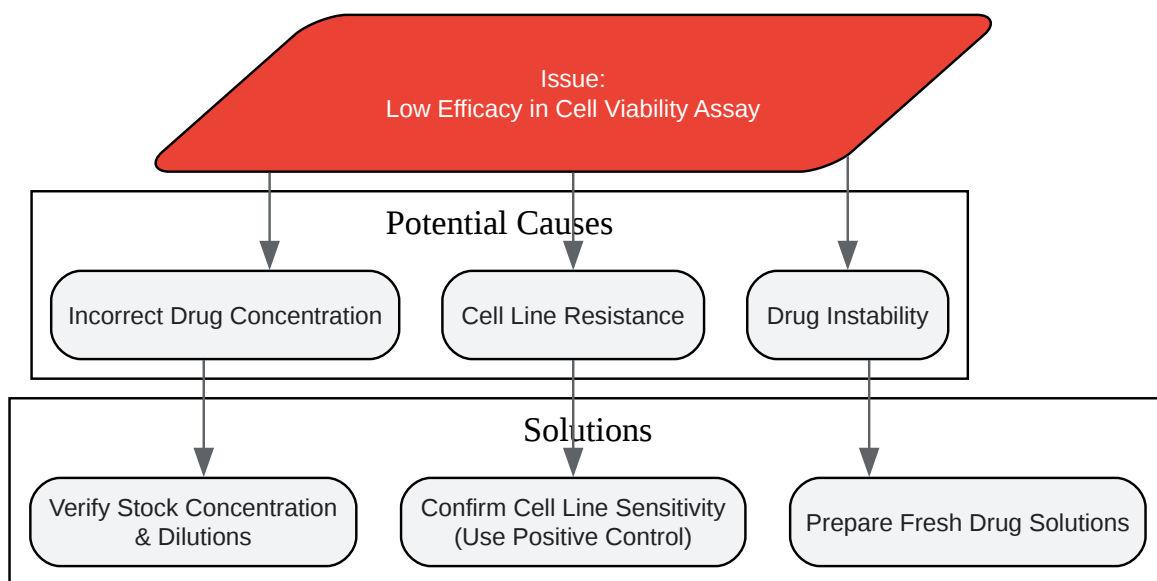 Issue:
Low Efficacy in Cell Viability Assay
Potential Causes
Incorrect Drug Concentration
Cell Line Resistance
Drug Instability
Solutions
Verify Stock Concentration
& Dilutions
Confirm Cell Line Sensitivity
(Use Positive Control)
Prepare Fresh Drug Solutions